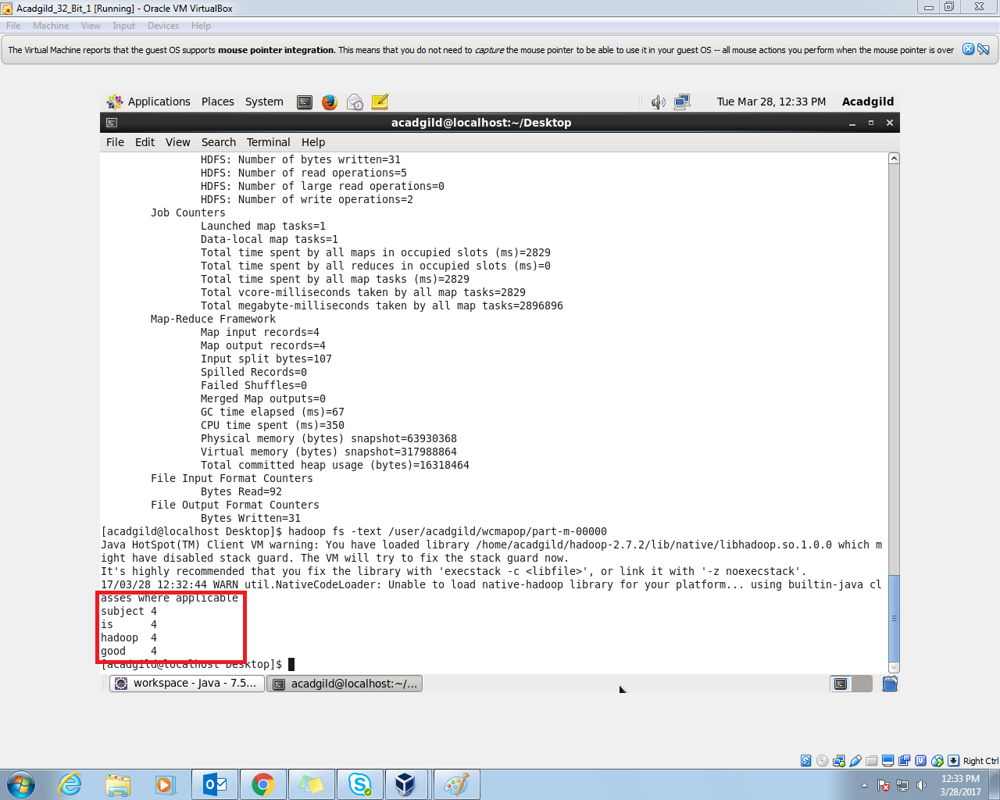 Acadgild_32_Bit_1 [Running] - Oracle VM VirtualBox
File Machine View Input Devices Help
The Virtual Machine reports that the guest OS supports mouse pointer integration. This means that you do not need to capture the mouse pointer to be able to use it in your guest OS -- all mouse actions you perform when the mouse pointer is over
Applications Places System Tue Mar 28, 12:33 PM Acadgild
acadgild@localhost:~/Desktop
File Edit View Search Terminal Help
HDFS: Number of bytes written=31
HDFS: Number of read operations=5
HDFS: Number of large read operations=0
HDFS: Number of write operations=2
Job Counters
Launched map tasks=1
Data-local map tasks=1
Total time spent by all maps in occupied slots (ms)=2829
Total time spent by all reduces in occupied slots (ms)=0
Total time spent by all map tasks (ms)=2829
Total vcore-milliseconds taken by all map tasks=2829
Total megabyte-milliseconds taken by all map tasks=2896896
Map-Reduce Framework
Map input records=4
Map output records=4
Input split bytes=107
Spilled Records=0
Failed Shuffles=0
Merged Map outputs=0
GC time elapsed (ms)=67
CPU time spent (ms)=350
Physical memory (bytes) snapshot=63930368
Virtual memory (bytes) snapshot=317988864
Total committed heap usage (bytes)=16318464
File Input Format Counters
Bytes Read=92
File Output Format Counters
Bytes Written=31
[acadgild@localhost Desktop]$ hadoop fs -text /user/acadgild/wcmapop/part-m-00000
Java HotSpot(TM) Client VM warning: You have loaded library /home/acadgild/hadoop-2.7.2/lib/native/libhadoop.so.1.0.0 which m
ight have disabled stack guard. The VM will try to fix the stack guard now.
It's highly recommended that you fix the library with 'execstack -c <libfile>', or link it with '-z noexecstack'.
17/03/28 12:32:44 WARN util.NativeCodeLoader: Unable to load native-hadoop library for your platform... using builtin-java cl
asses where applicable
subject 4
is 4
hadoop 4
good 4
[acadgild@localhost Desktop]$
workspace - Java - 7.5... acadgild@localhost:~/...
Right Ctrl
12:33 PM
3/28/2017